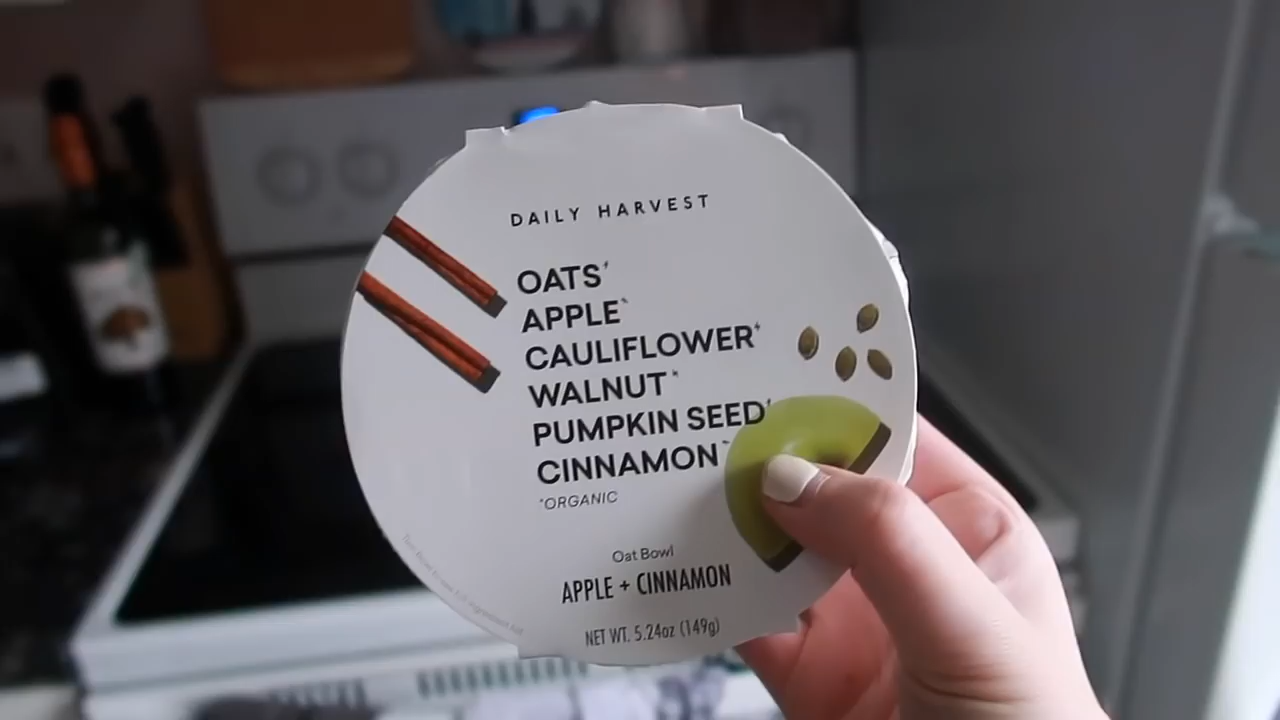 DAILY HARVEST
OATS*
APPLE*
CAULIFLOWER*
WALNUT*
PUMPKIN SEED*
CINNAMON*
*ORGANIC
Oat Bowl
APPLE + CINNAMON
NET WT. 5.24oz (149g)